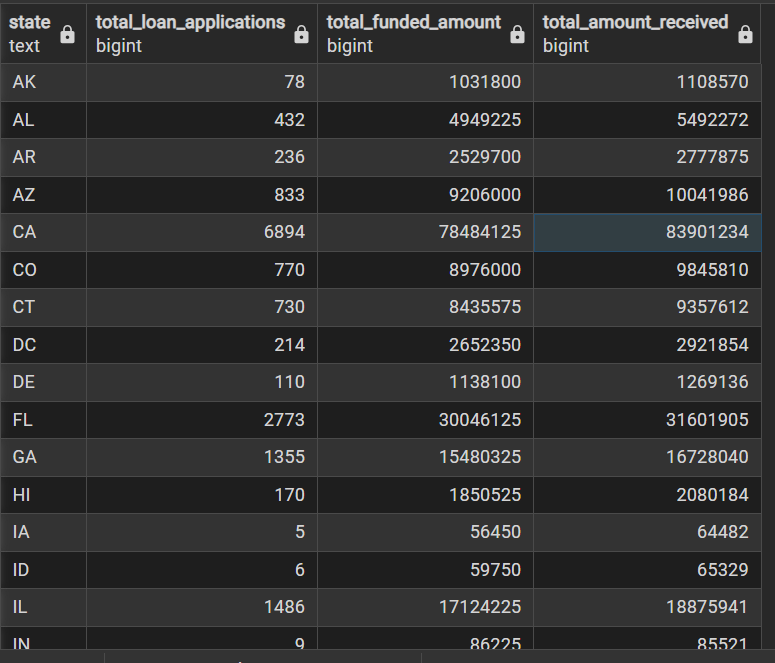 state total_loan_applications total_funded_amount total_amount_received
text bigint bigint bigint
AK 78 1031800 1108570
AL 432 4949225 5492272
AR 236 2529700 2777875
AZ 833 9206000 10041986
CA 6894 78484125 83901234
CO 770 8976000 9845810
CT 730 8435575 9357612
DC 214 2652350 2921854
DE 110 1138100 1269136
FL 2773 30046125 31601905
GA 1355 15480325 16728040
HI 170 1850525 2080184
IA 5 56450 64482
ID 6 59750 65329
IL 1486 17124225 18875941
IN 9 86225 85521